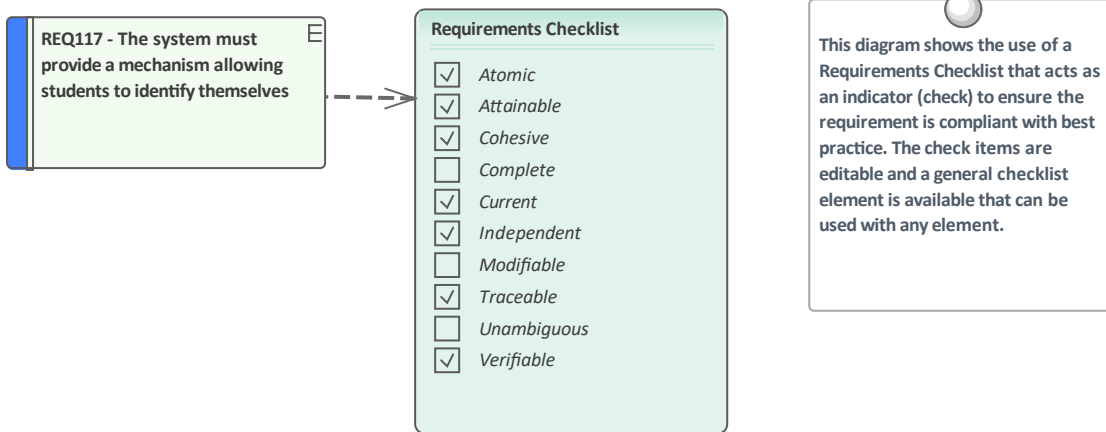 REQ117 - The system must
provide a mechanism allowing
students to identify themselves
E
Requirements Checklist
Atomic
Attainable
Cohesive
Complete
Current
Independent
Modifiable
Traceable
Unambiguous
Verifiable
This diagram shows the use of a
Requirements Checklist that acts as
an indicator (check) to ensure the
requirement is compliant with best
practice. The check items are
editable and a general checklist
element is available that can be
used with any element.